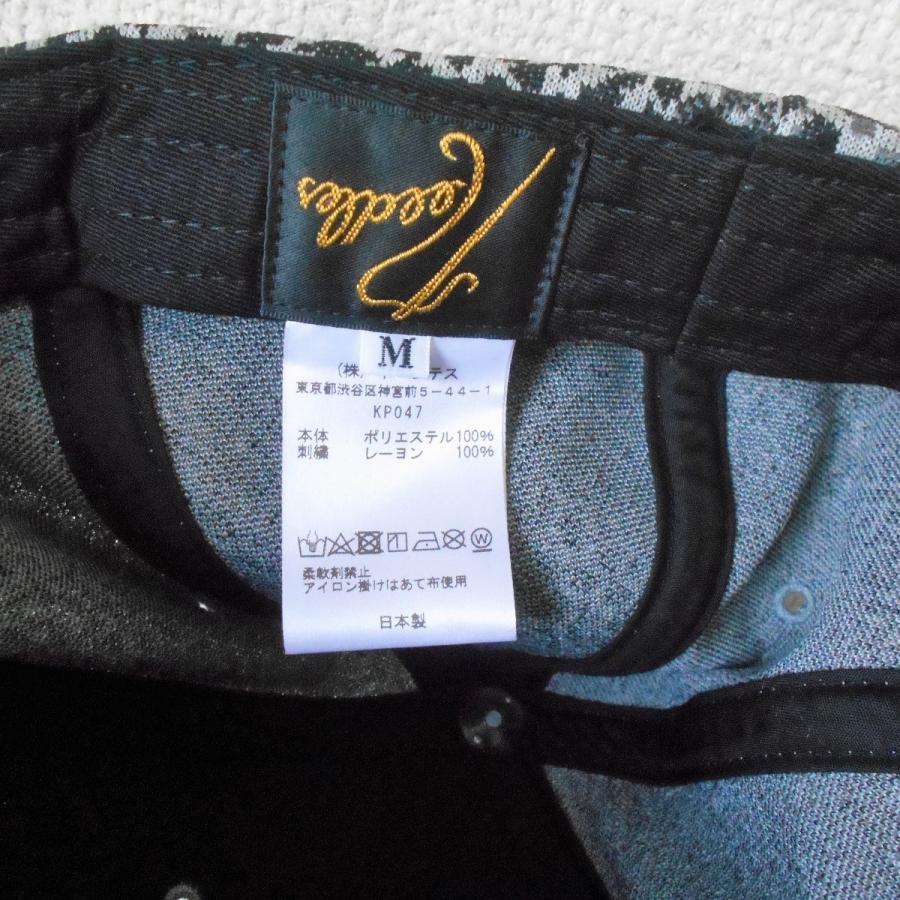 Needles
M
(株)
東京都渋谷区神宮前5-44-1
KP047
本体 ポリエステル100%
刺繍 レーヨン 100%
W
柔軟剤禁止
アイロン掛けはあて布使用
日本製